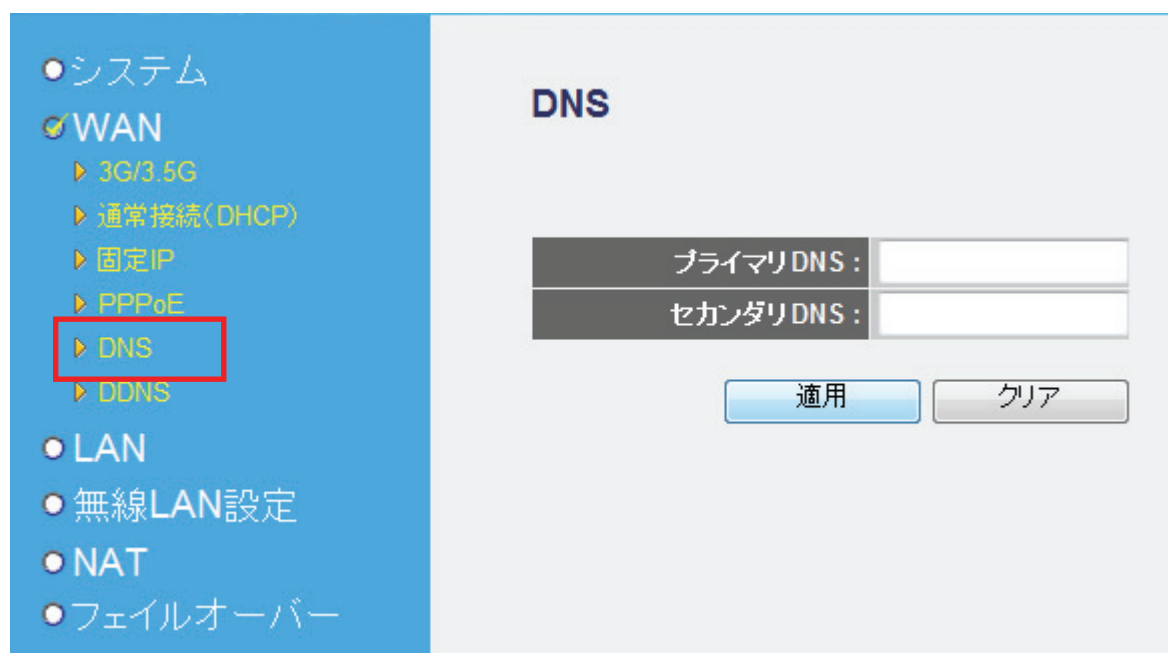 システム
WAN
3G/3.5G
通常接続(DHCP)
固定IP
PPPoE
DNS
DDNS
LAN
無線LAN設定
NAT
フェイルオーバー
DNS
プライマリDNS :
セカンダリDNS :
適用 クリア